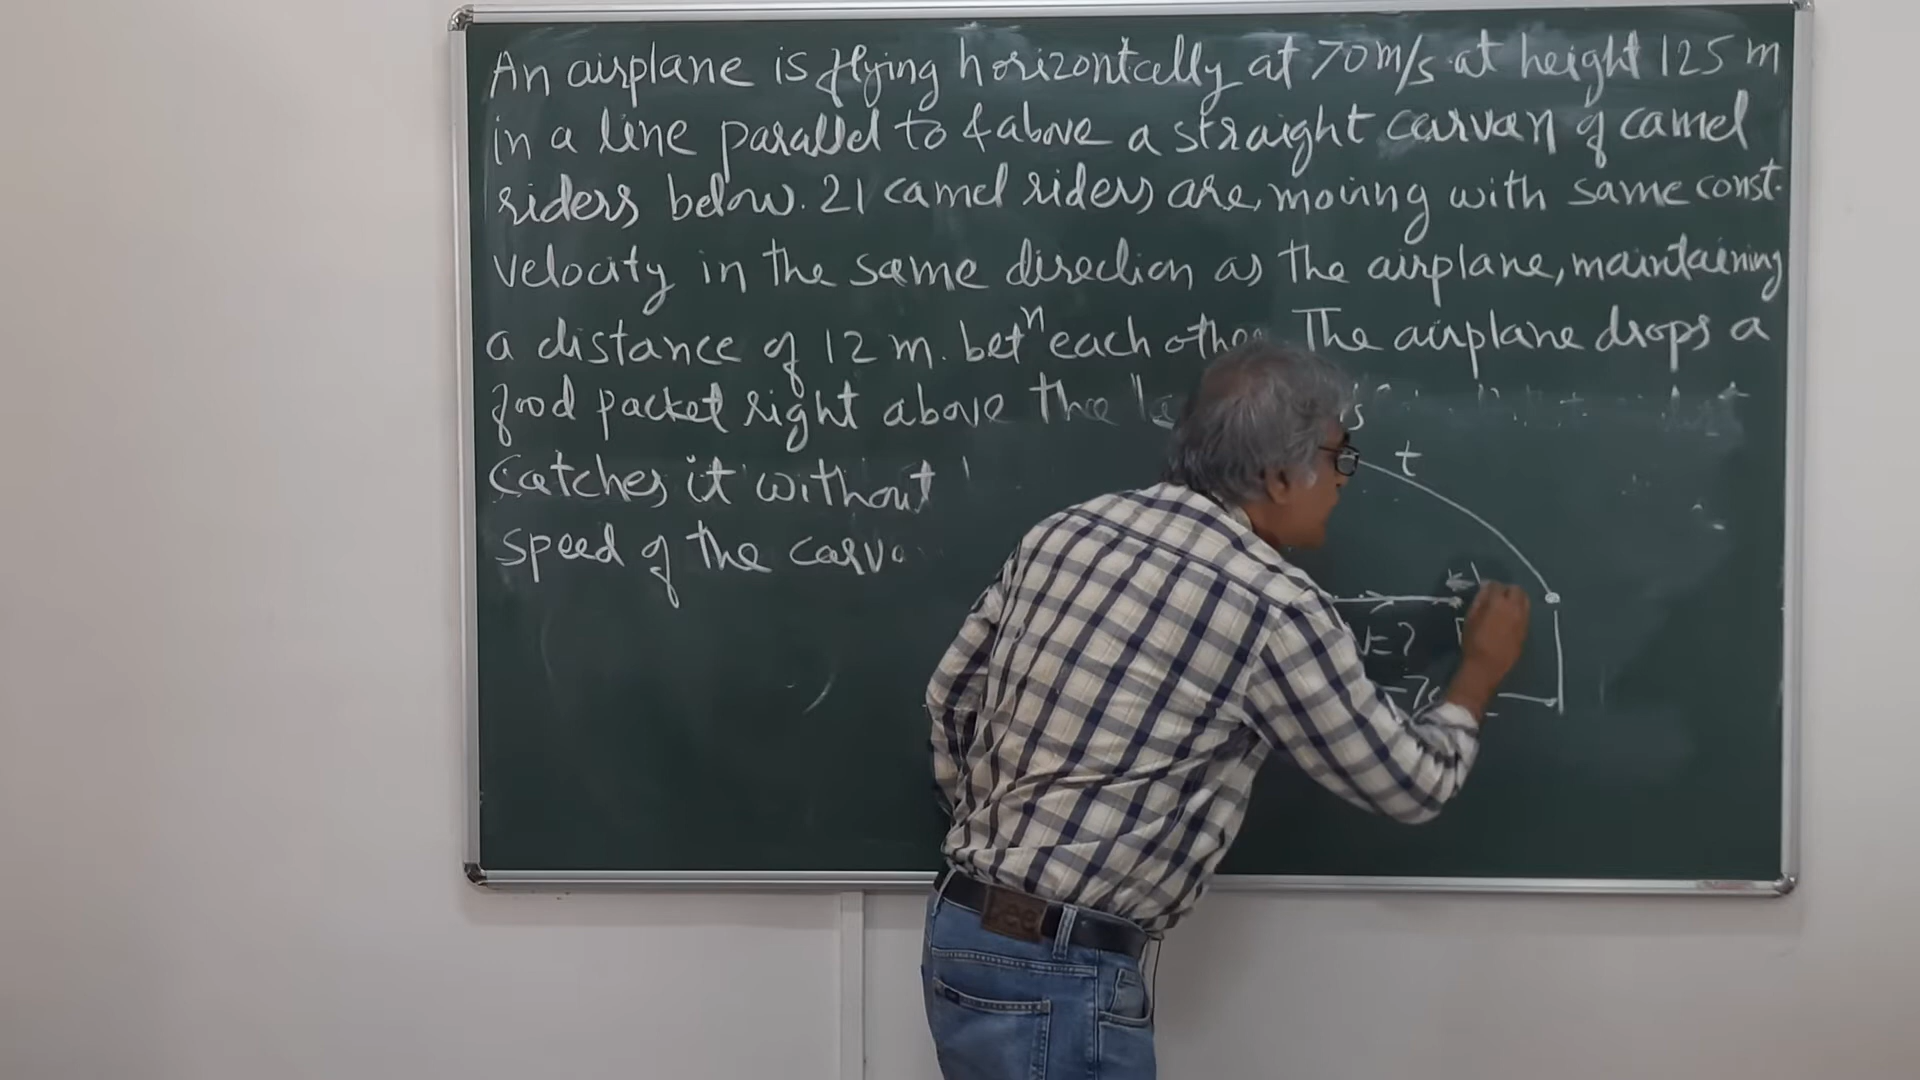 An airplane is flying horizontally at 70 m/s at height 125 m
in a line parallel to & above a straight carvan of camel
riders below. 21 camel riders are moving with same const.
velocity in the same direction as the airplane, maintaining
a distance of 12 m. betⁿ each other The airplane drops a
food packet right above the
Catches it without
speed of the
t
v=?
Lee